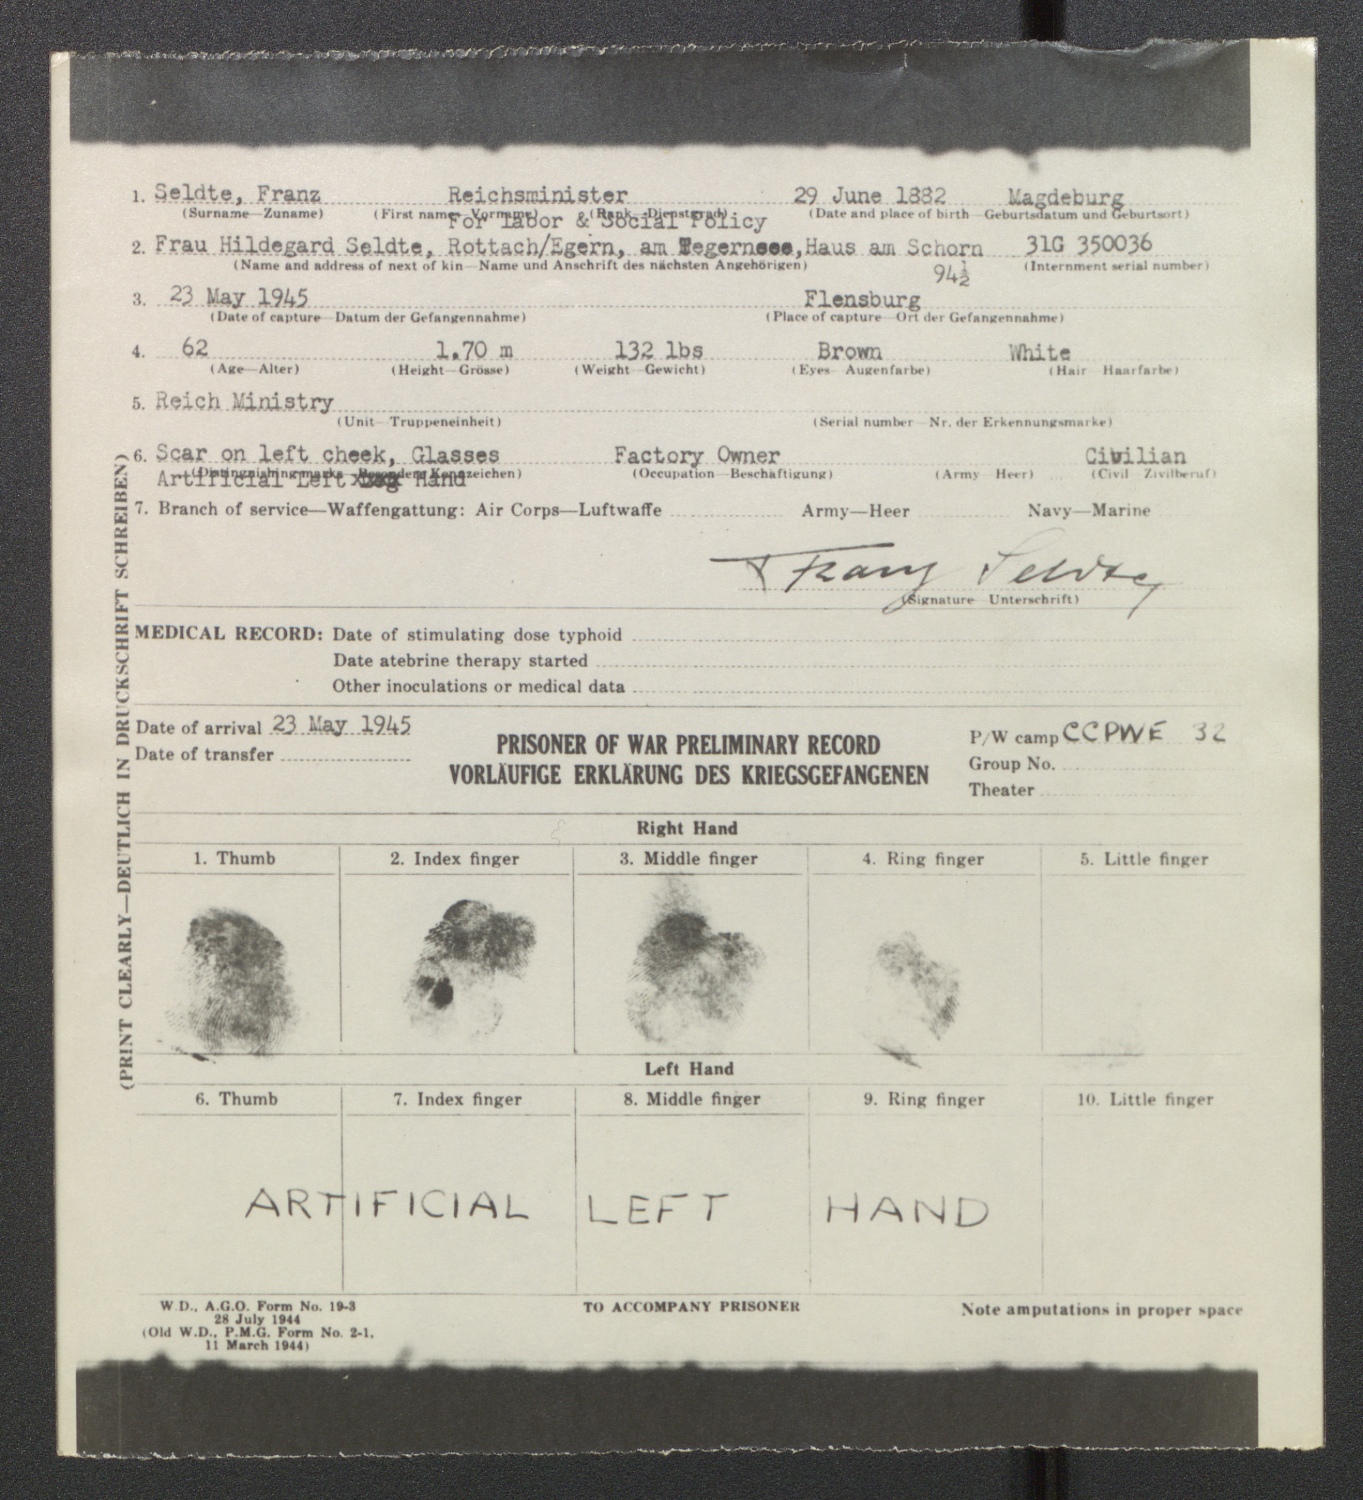 1. Seldte, Franz Reichsminister 29 June 1882 Magdeburg
(Surname—Zuname) (First name—Vorname) (Rank—Dienstgrad) (Date and place of birth—Geburtsdatum und Geburtsort)
For Labor & Social Policy
2. Frau Hildegard Seldte, Rottach/Egern, am Tegernsee, Haus am Schorn 31G 350036
(Name and address of next of kin—Name und Anschrift des nächsten Angehörigen) (Internment serial number)
94½
3. 23 May 1945 Flensburg
(Date of capture—Datum der Gefangennahme) (Place of capture—Ort der Gefangennahme)
4. 62 1.70 m 132 lbs Brown White
(Age—Alter) (Height—Grösse) (Weight—Gewicht) (Eyes—Augenfarbe) (Hair—Haarfarbe)
5. Reich Ministry
(Unit—Truppeneinheit) (Serial number—Nr. der Erkennungsmarke)
6. Scar on left cheek, Glasses Factory Owner Civilian
(Distinguishing marks—Besondere Kennzeichen) (Occupation—Beschäftigung) (Army—Heer) (Civil—Zivilberuf)
Artificial Left Hand
7. Branch of service—Waffengattung: Air Corps—Luftwaffe Army—Heer Navy—Marine
Franz Seldte
(Signature—Unterschrift)
MEDICAL RECORD: Date of stimulating dose typhoid
Date atebrine therapy started
Other inoculations or medical data
(PRINT CLEARLY—DEUTLICH IN DRUCKSCHRIFT SCHREIBEN)
Date of arrival 23 May 1945
Date of transfer
PRISONER OF WAR PRELIMINARY RECORD
VORLÄUFIGE ERKLÄRUNG DES KRIEGSGEFANGENEN
P/W camp CCPWE 32
Group No.
Theater
Right Hand
1. Thumb 2. Index finger 3. Middle finger 4. Ring finger 5. Little finger
Left Hand
6. Thumb 7. Index finger 8. Middle finger 9. Ring finger 10. Little finger
ARTIFICIAL LEFT HAND
W.D., A.G.O. Form No. 19-3
28 July 1944
(Old W.D., P.M.G. Form No. 2-1,
11 March 1944)
TO ACCOMPANY PRISONER
Note amputations in proper space